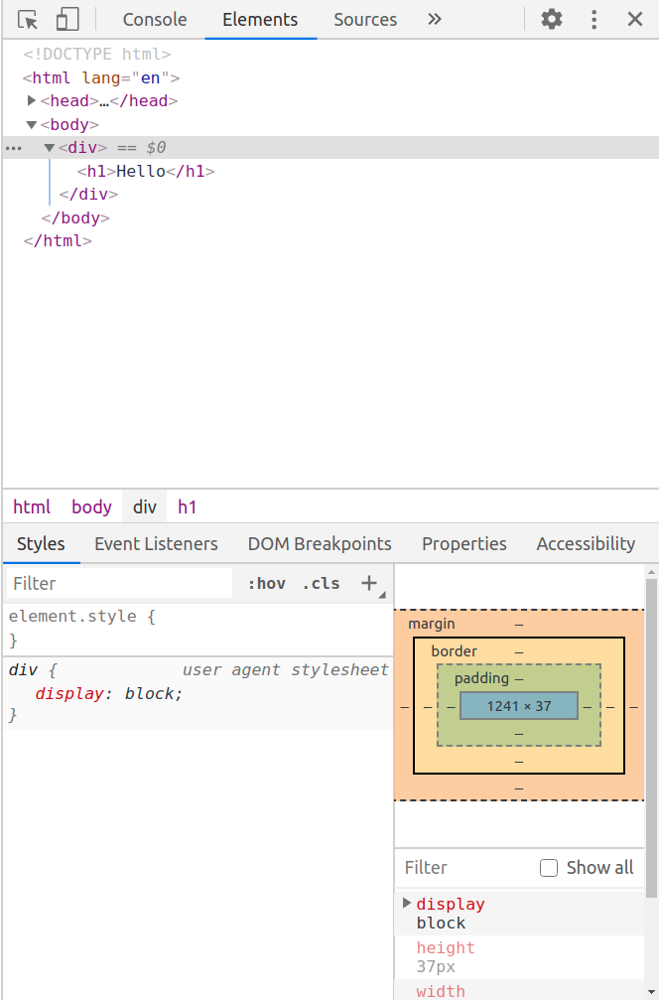 Console Elements Sources »
<!DOCTYPE html>
<html lang="en">
<head>…</head>
<body>
<div> == $0
<h1>Hello</h1>
</div>
</body>
</html>
html body div h1
Styles Event Listeners DOM Breakpoints Properties Accessibility
Filter :hov .cls +
element.style {
}
div { user agent stylesheet
display: block;
}
margin –
border –
padding –
– – – 1241 × 37 – – –
–
–
–
Filter Show all
display
block
height
37px
width